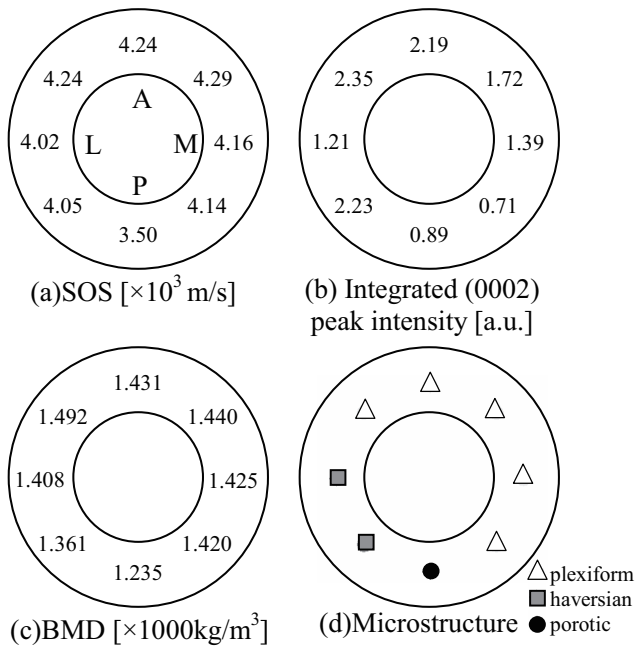 4.24
4.24 4.29
A
4.02 L M 4.16
P
4.05 4.14
3.50
(a)SOS [×10³ m/s]
2.19
2.35 1.72
1.21 1.39
2.23 0.71
0.89
(b) Integrated (0002)
peak intensity [a.u.]
1.431
1.492 1.440
1.408 1.425
1.361 1.420
1.235
(c)BMD [×1000kg/m³]
(d)Microstructure
plexiform
haversian
porotic